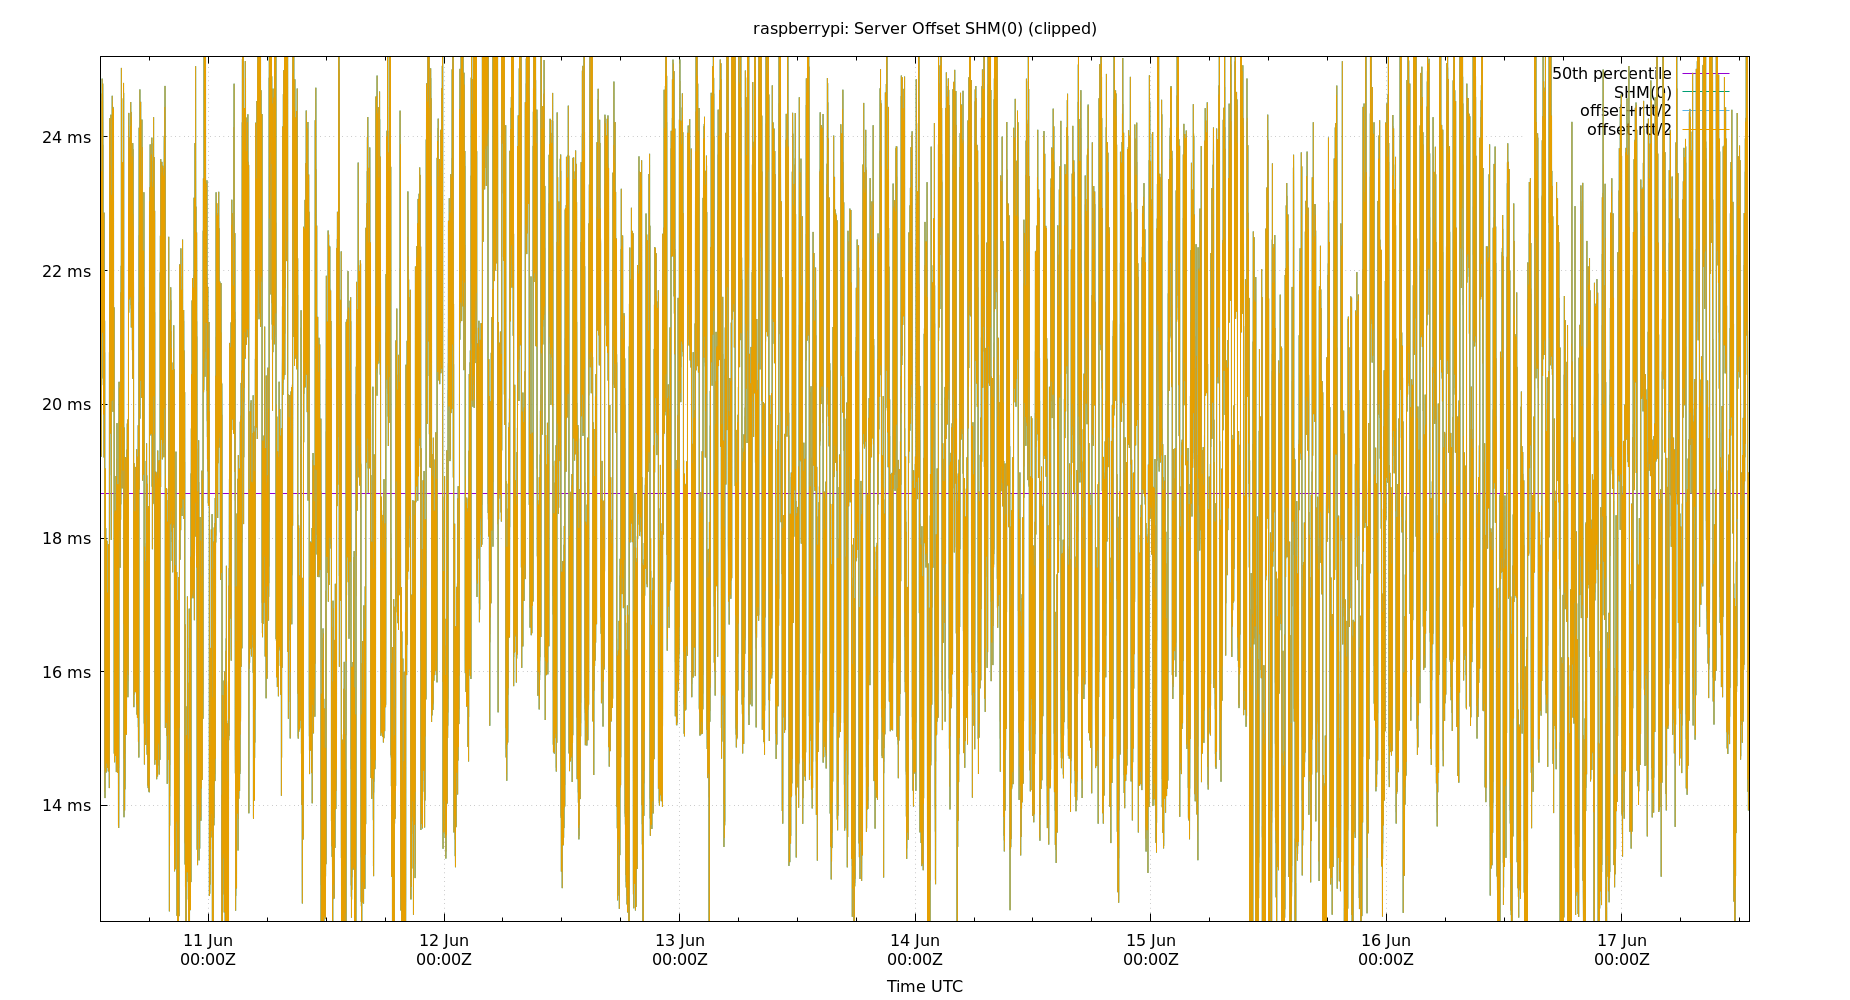 raspberrypi: Server Offset SHM(0) (clipped)
50th percentile
SHM(0)
offset+rtt/2
offset-rtt/2
24 ms
22 ms
20 ms
18 ms
16 ms
14 ms
11 Jun
00:00Z
12 Jun
00:00Z
13 Jun
00:00Z
14 Jun
00:00Z
15 Jun
00:00Z
16 Jun
00:00Z
17 Jun
00:00Z
Time UTC